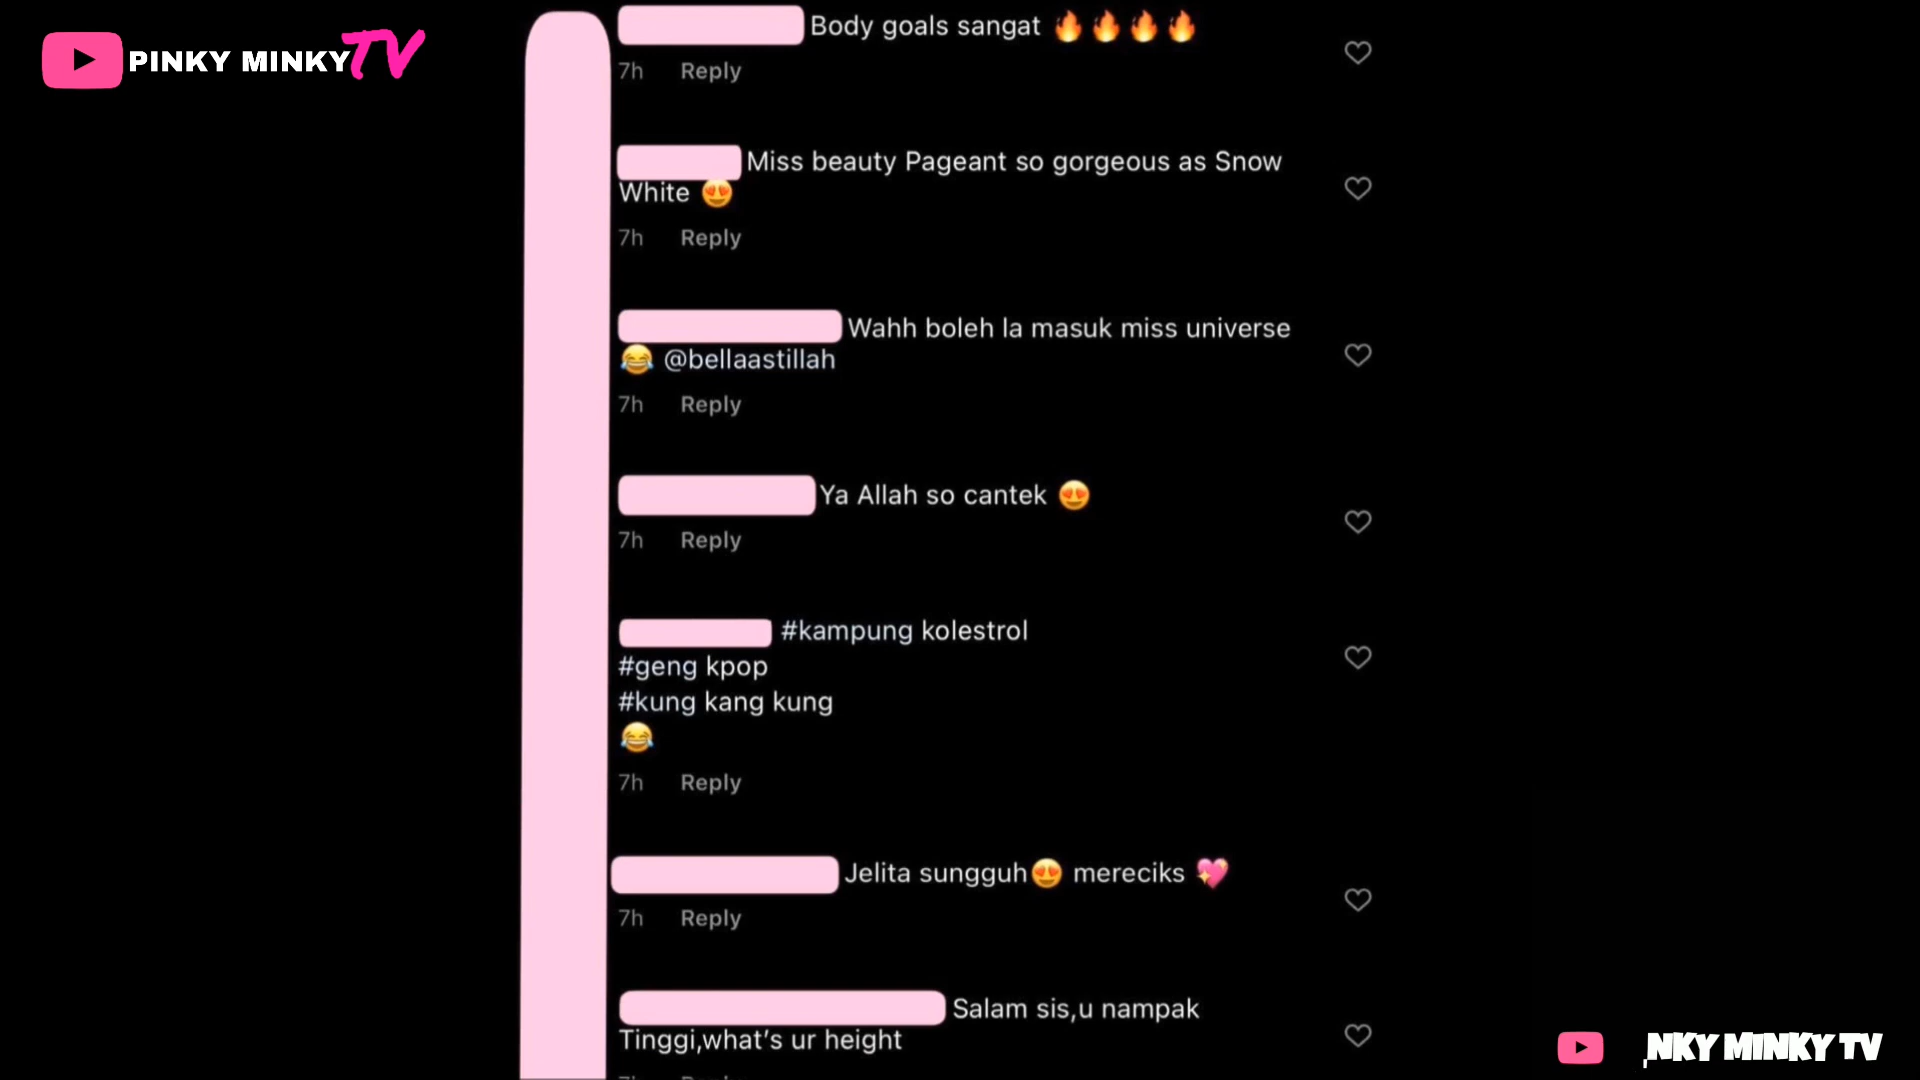 PINKY MINKY TV
Body goals sangat 🔥🔥🔥🔥
7h Reply
Miss beauty Pageant so gorgeous as Snow
White 😍
7h Reply
Wahh boleh la masuk miss universe
😂 @bellaastillah
7h Reply
Ya Allah so cantek 😍
7h Reply
#kampung kolestrol
#geng kpop
#kung kang kung
😂
7h Reply
Jelita sungguh😍 mereciks 💖
7h Reply
Salam sis,u nampak
Tinggi,what's ur height
NKY MINKY TV